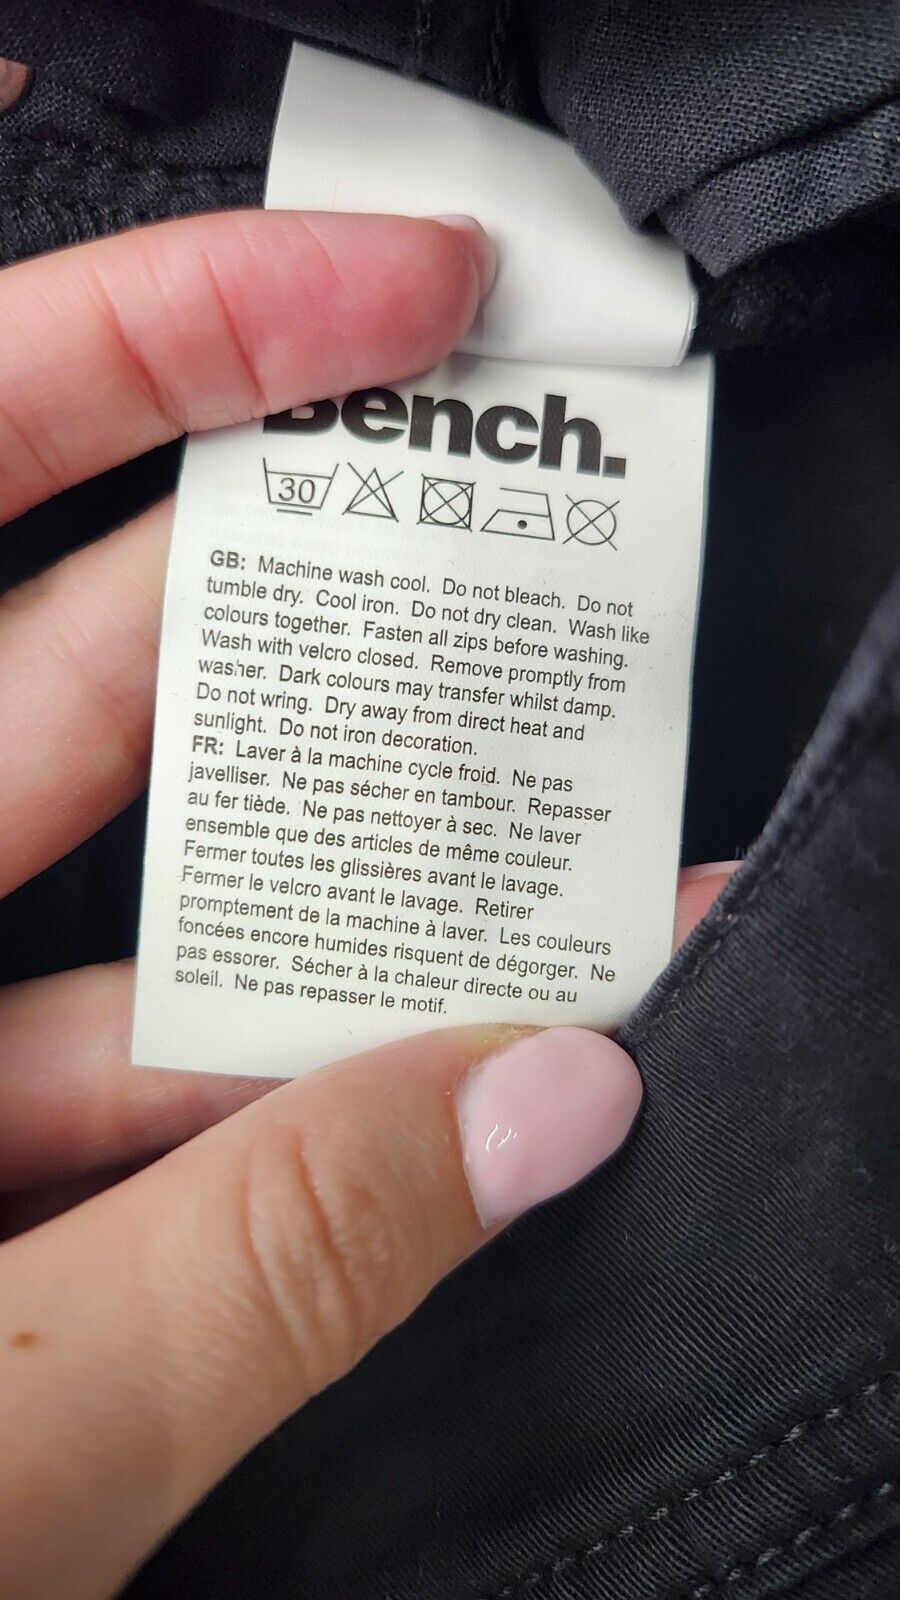 Bench.
30
GB: Machine wash cool. Do not bleach. Do not
tumble dry. Cool iron. Do not dry clean. Wash like
colours together. Fasten all zips before washing.
Wash with velcro closed. Remove promptly from
washer. Dark colours may transfer whilst damp.
Do not wring. Dry away from direct heat and
sunlight. Do not iron decoration.
FR: Laver à la machine cycle froid. Ne pas
javelliser. Ne pas sécher en tambour. Repasser
au fer tiède. Ne pas nettoyer à sec. Ne laver
ensemble que des articles de même couleur.
Fermer toutes les glissières avant le lavage.
Fermer le velcro avant le lavage. Retirer
promptement de la machine à laver. Les couleurs
foncées encore humides risquent de dégorger. Ne
pas essorer. Sécher à la chaleur directe ou au
soleil. Ne pas repasser le motif.